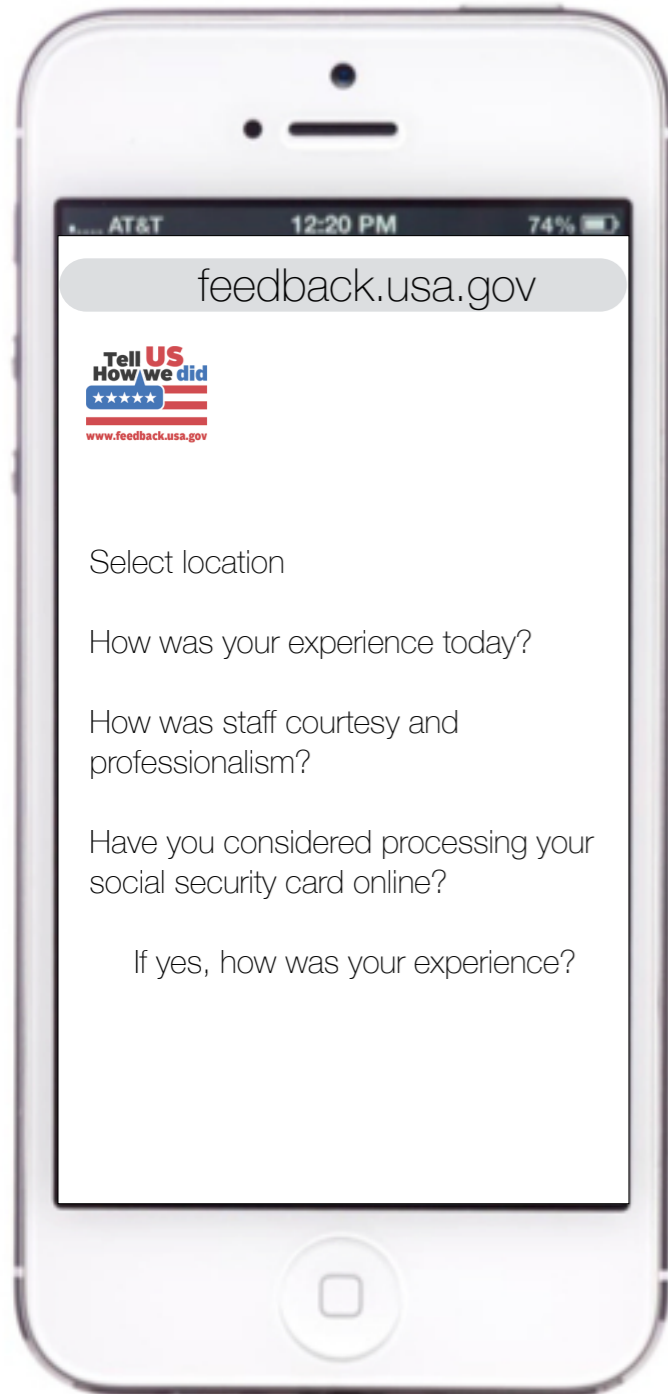 ..... AT&T 12:20 PM 74%
feedback.usa.gov
Tell US
How we did
www.feedback.usa.gov
Select location
How was your experience today?
How was staff courtesy and
professionalism?
Have you considered processing your
social security card online?
If yes, how was your experience?